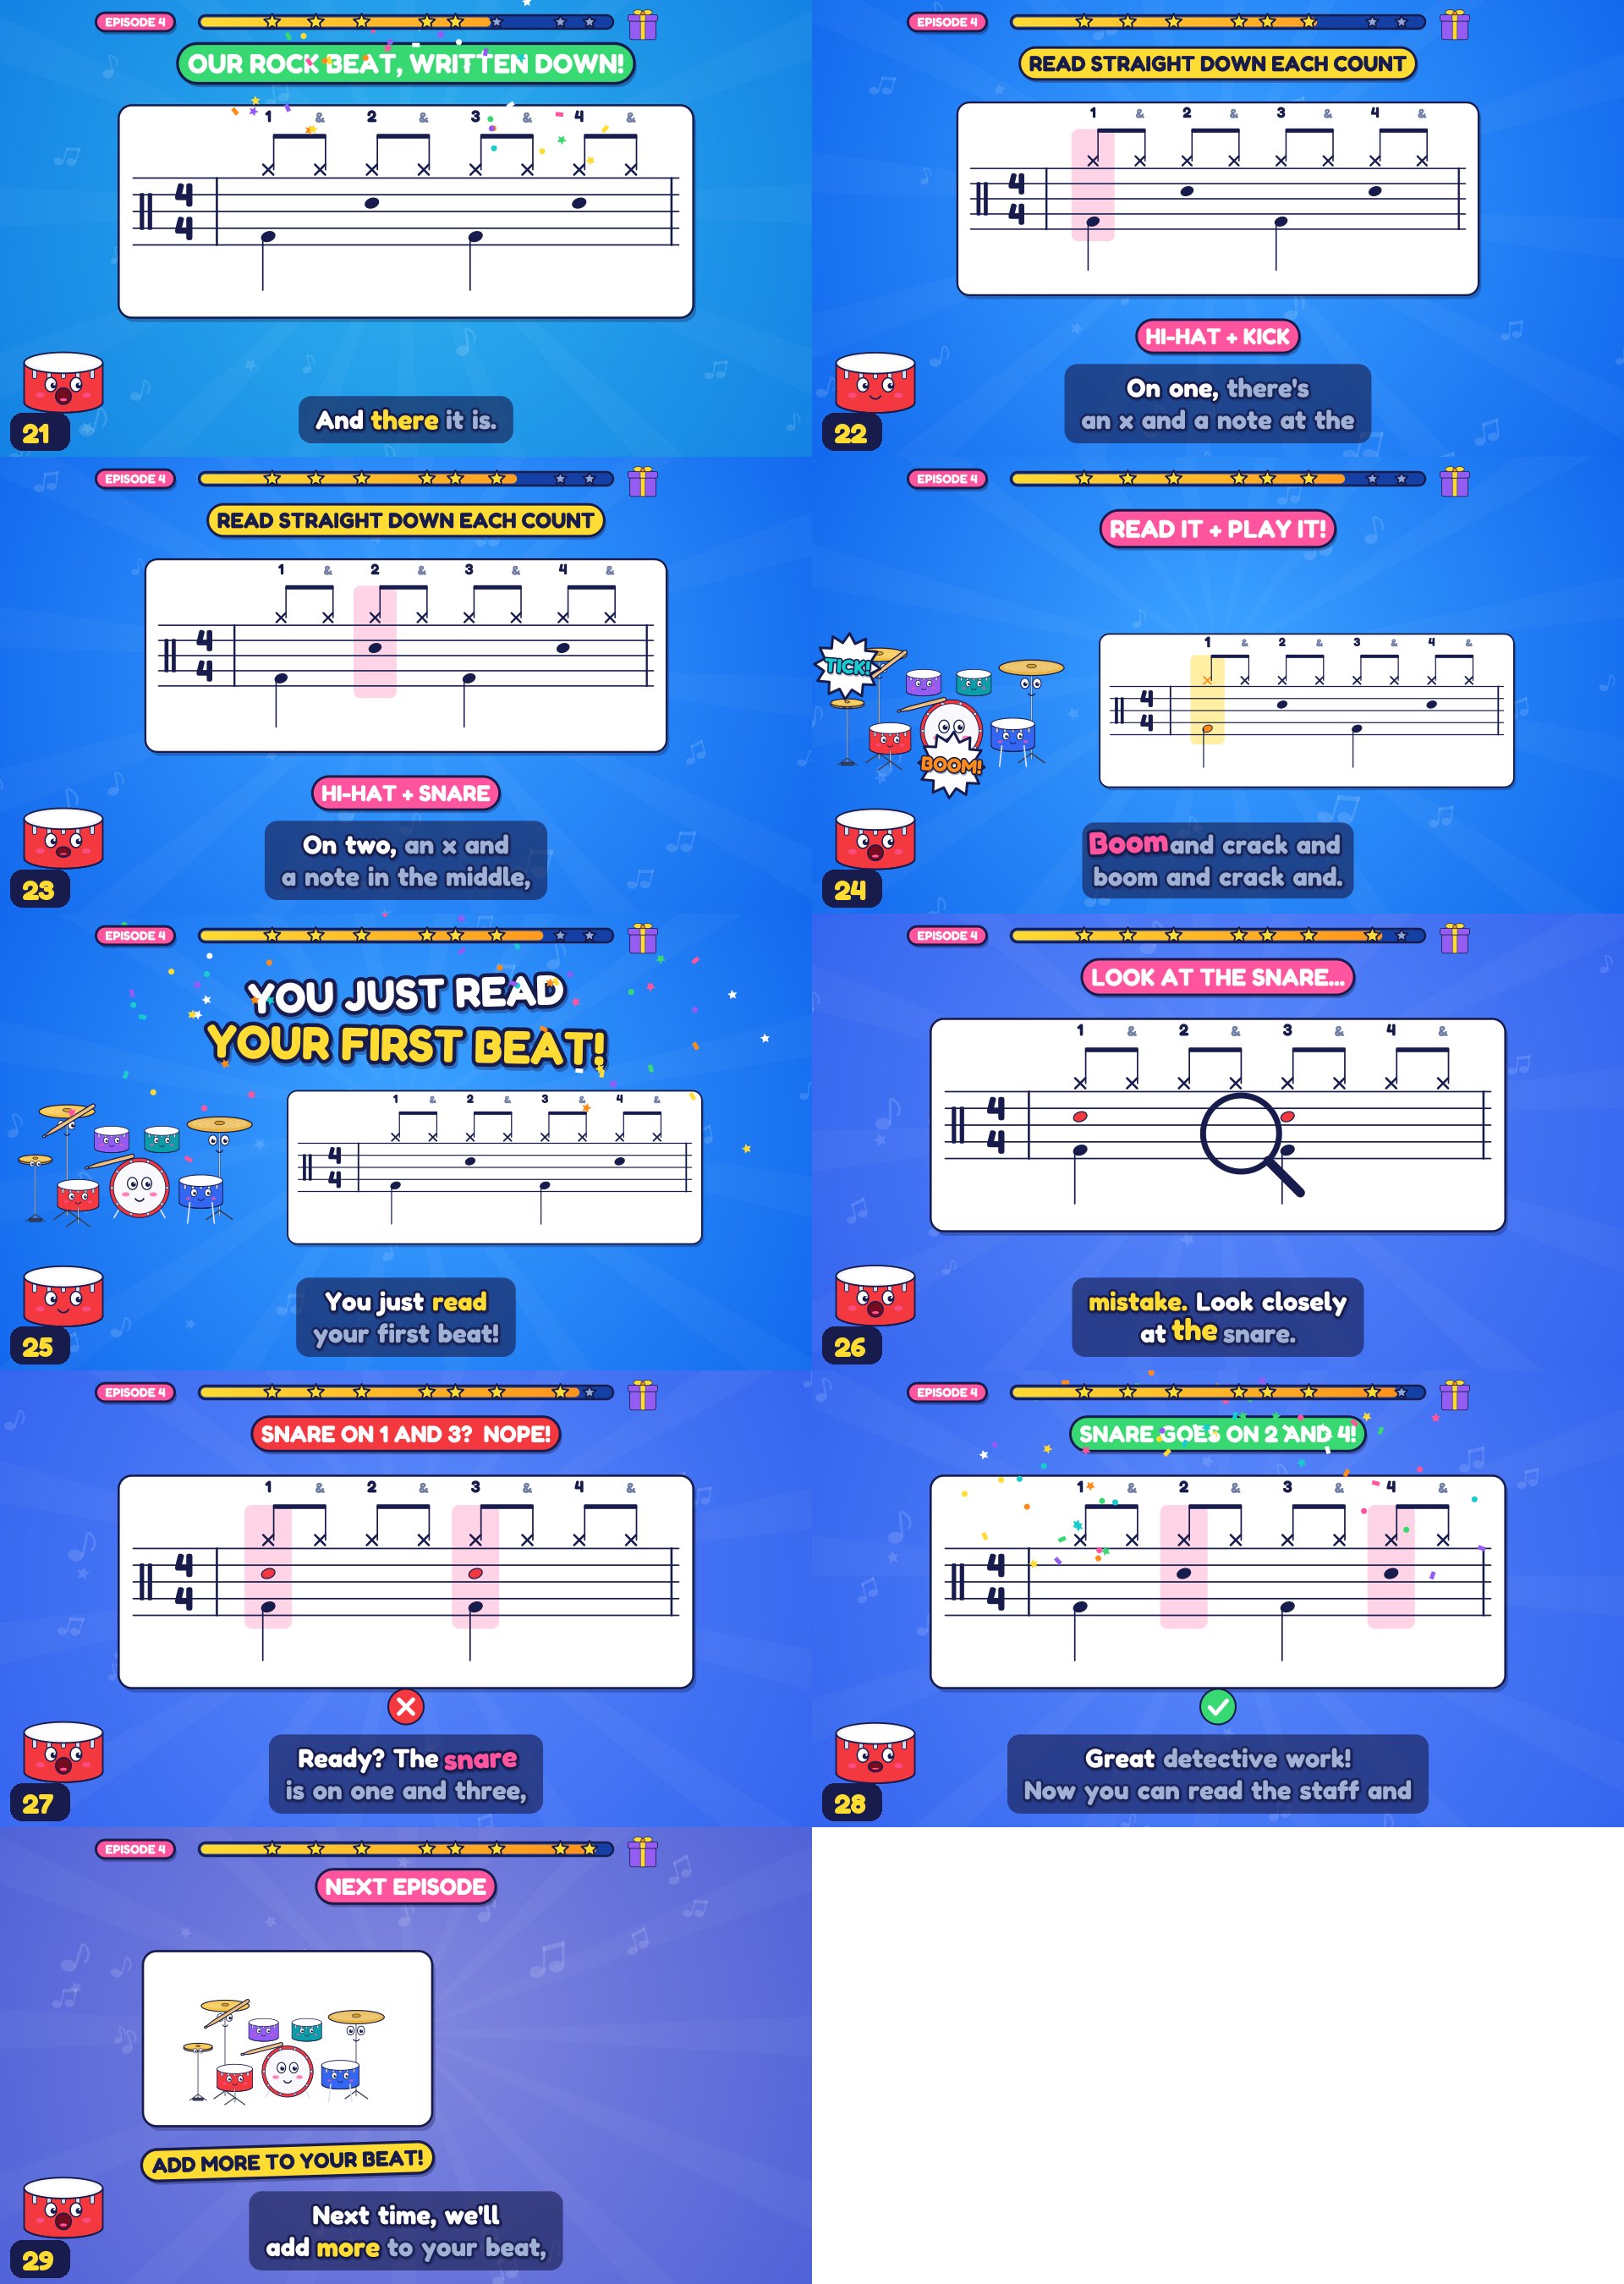 EPISODE 4
OUR ROCK BEAT, WRITTEN DOWN!
1 & 2 & 3 & 4 &
4
4
And there it is.
21
EPISODE 4
READ STRAIGHT DOWN EACH COUNT
1 & 2 & 3 & 4 &
4
4
HI-HAT + KICK
On one, there's
an x and a note at the
22
EPISODE 4
READ STRAIGHT DOWN EACH COUNT
1 & 2 & 3 & 4 &
4
4
HI-HAT + SNARE
On two, an x and
a note in the middle,
23
EPISODE 4
READ IT + PLAY IT!
TICK!
BOOM!
1 & 2 & 3 & 4 &
4
4
Boom and crack and
boom and crack and.
24
EPISODE 4
YOU JUST READ
YOUR FIRST BEAT!
1 & 2 & 3 & 4 &
4
4
You just read
your first beat!
25
EPISODE 4
LOOK AT THE SNARE...
1 & 2 & 3 & 4 &
4
4
mistake. Look closely
at the snare.
26
EPISODE 4
SNARE ON 1 AND 3? NOPE!
1 & 2 & 3 & 4 &
4
4
Ready? The snare
is on one and three,
27
EPISODE 4
SNARE GOES ON 2 AND 4!
1 & 2 & 3 & 4 &
4
4
Great detective work!
Now you can read the staff and
28
EPISODE 4
NEXT EPISODE
ADD MORE TO YOUR BEAT!
Next time, we'll
add more to your beat,
29